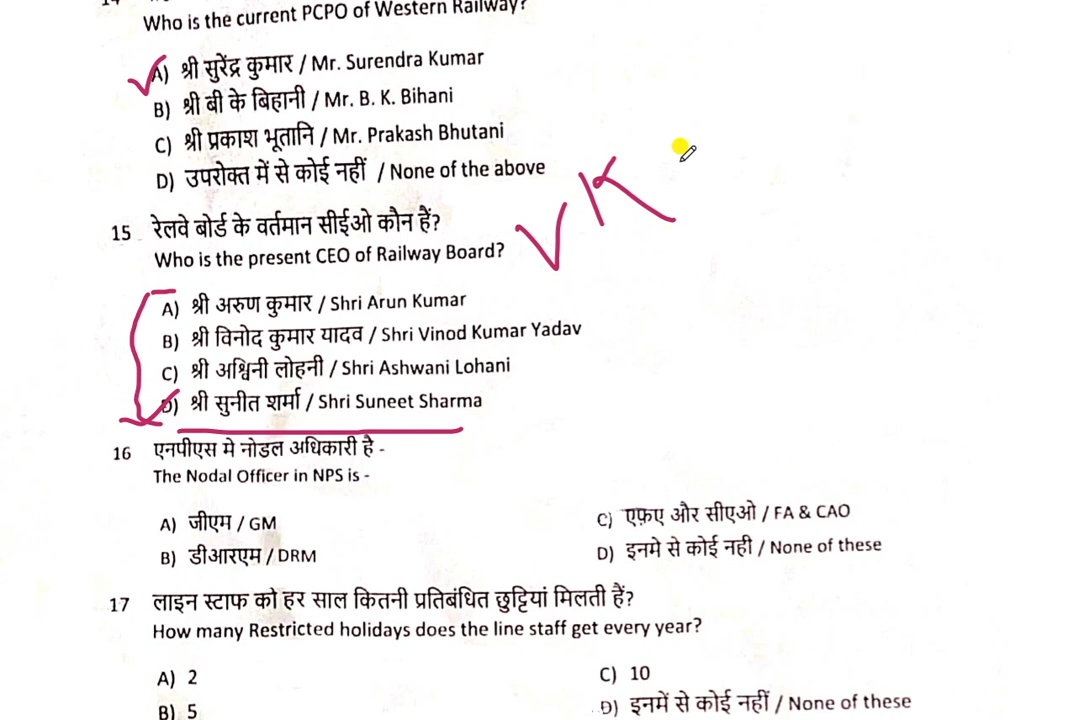 Who is the current PCPO of Western Railway?
A) श्री सुरेंद्र कुमार / Mr. Surendra Kumar
B) श्री बी के बिहानी / Mr. B. K. Bihani
C) श्री प्रकाश भूतानि / Mr. Prakash Bhutani
D) उपरोक्त में से कोई नहीं / None of the above
V K
15 रेलवे बोर्ड के वर्तमान सीईओ कौन हैं?
Who is the present CEO of Railway Board?
A) श्री अरुण कुमार / Shri Arun Kumar
B) श्री विनोद कुमार यादव / Shri Vinod Kumar Yadav
C) श्री अश्विनी लोहनी / Shri Ashwani Lohani
D) श्री सुनीत शर्मा / Shri Suneet Sharma
16 एनपीएस मे नोडल अधिकारी है -
The Nodal Officer in NPS is -
A) जीएम / GM
B) डीआरएम / DRM
C) एफ़ए और सीएओ / FA & CAO
D) इनमे से कोई नही / None of these
17 लाइन स्टाफ को हर साल कितनी प्रतिबंधित छुट्टियां मिलती हैं?
How many Restricted holidays does the line staff get every year?
A) 2
B) 5
C) 10
D) इनमें से कोई नहीं / None of these